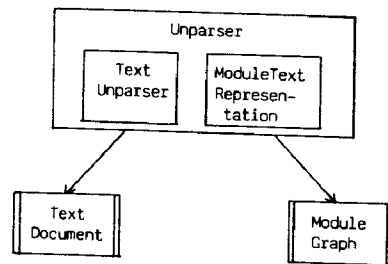 Unparser
Text
Unparser
ModuleText
Represen-
tation
Text
Document
Module
Graph